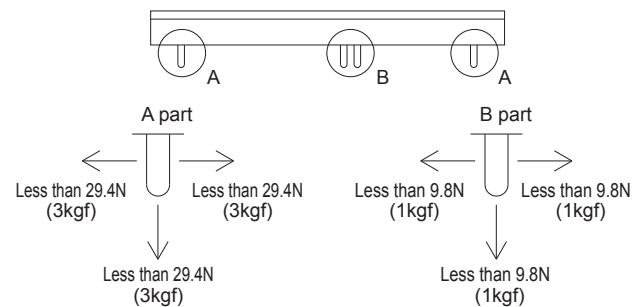 A B A
A part
B part
Less than 29.4N
(3kgf)
Less than 29.4N
(3kgf)
Less than 9.8N
(1kgf)
Less than 9.8N
(1kgf)
Less than 29.4N
(3kgf)
Less than 9.8N
(1kgf)